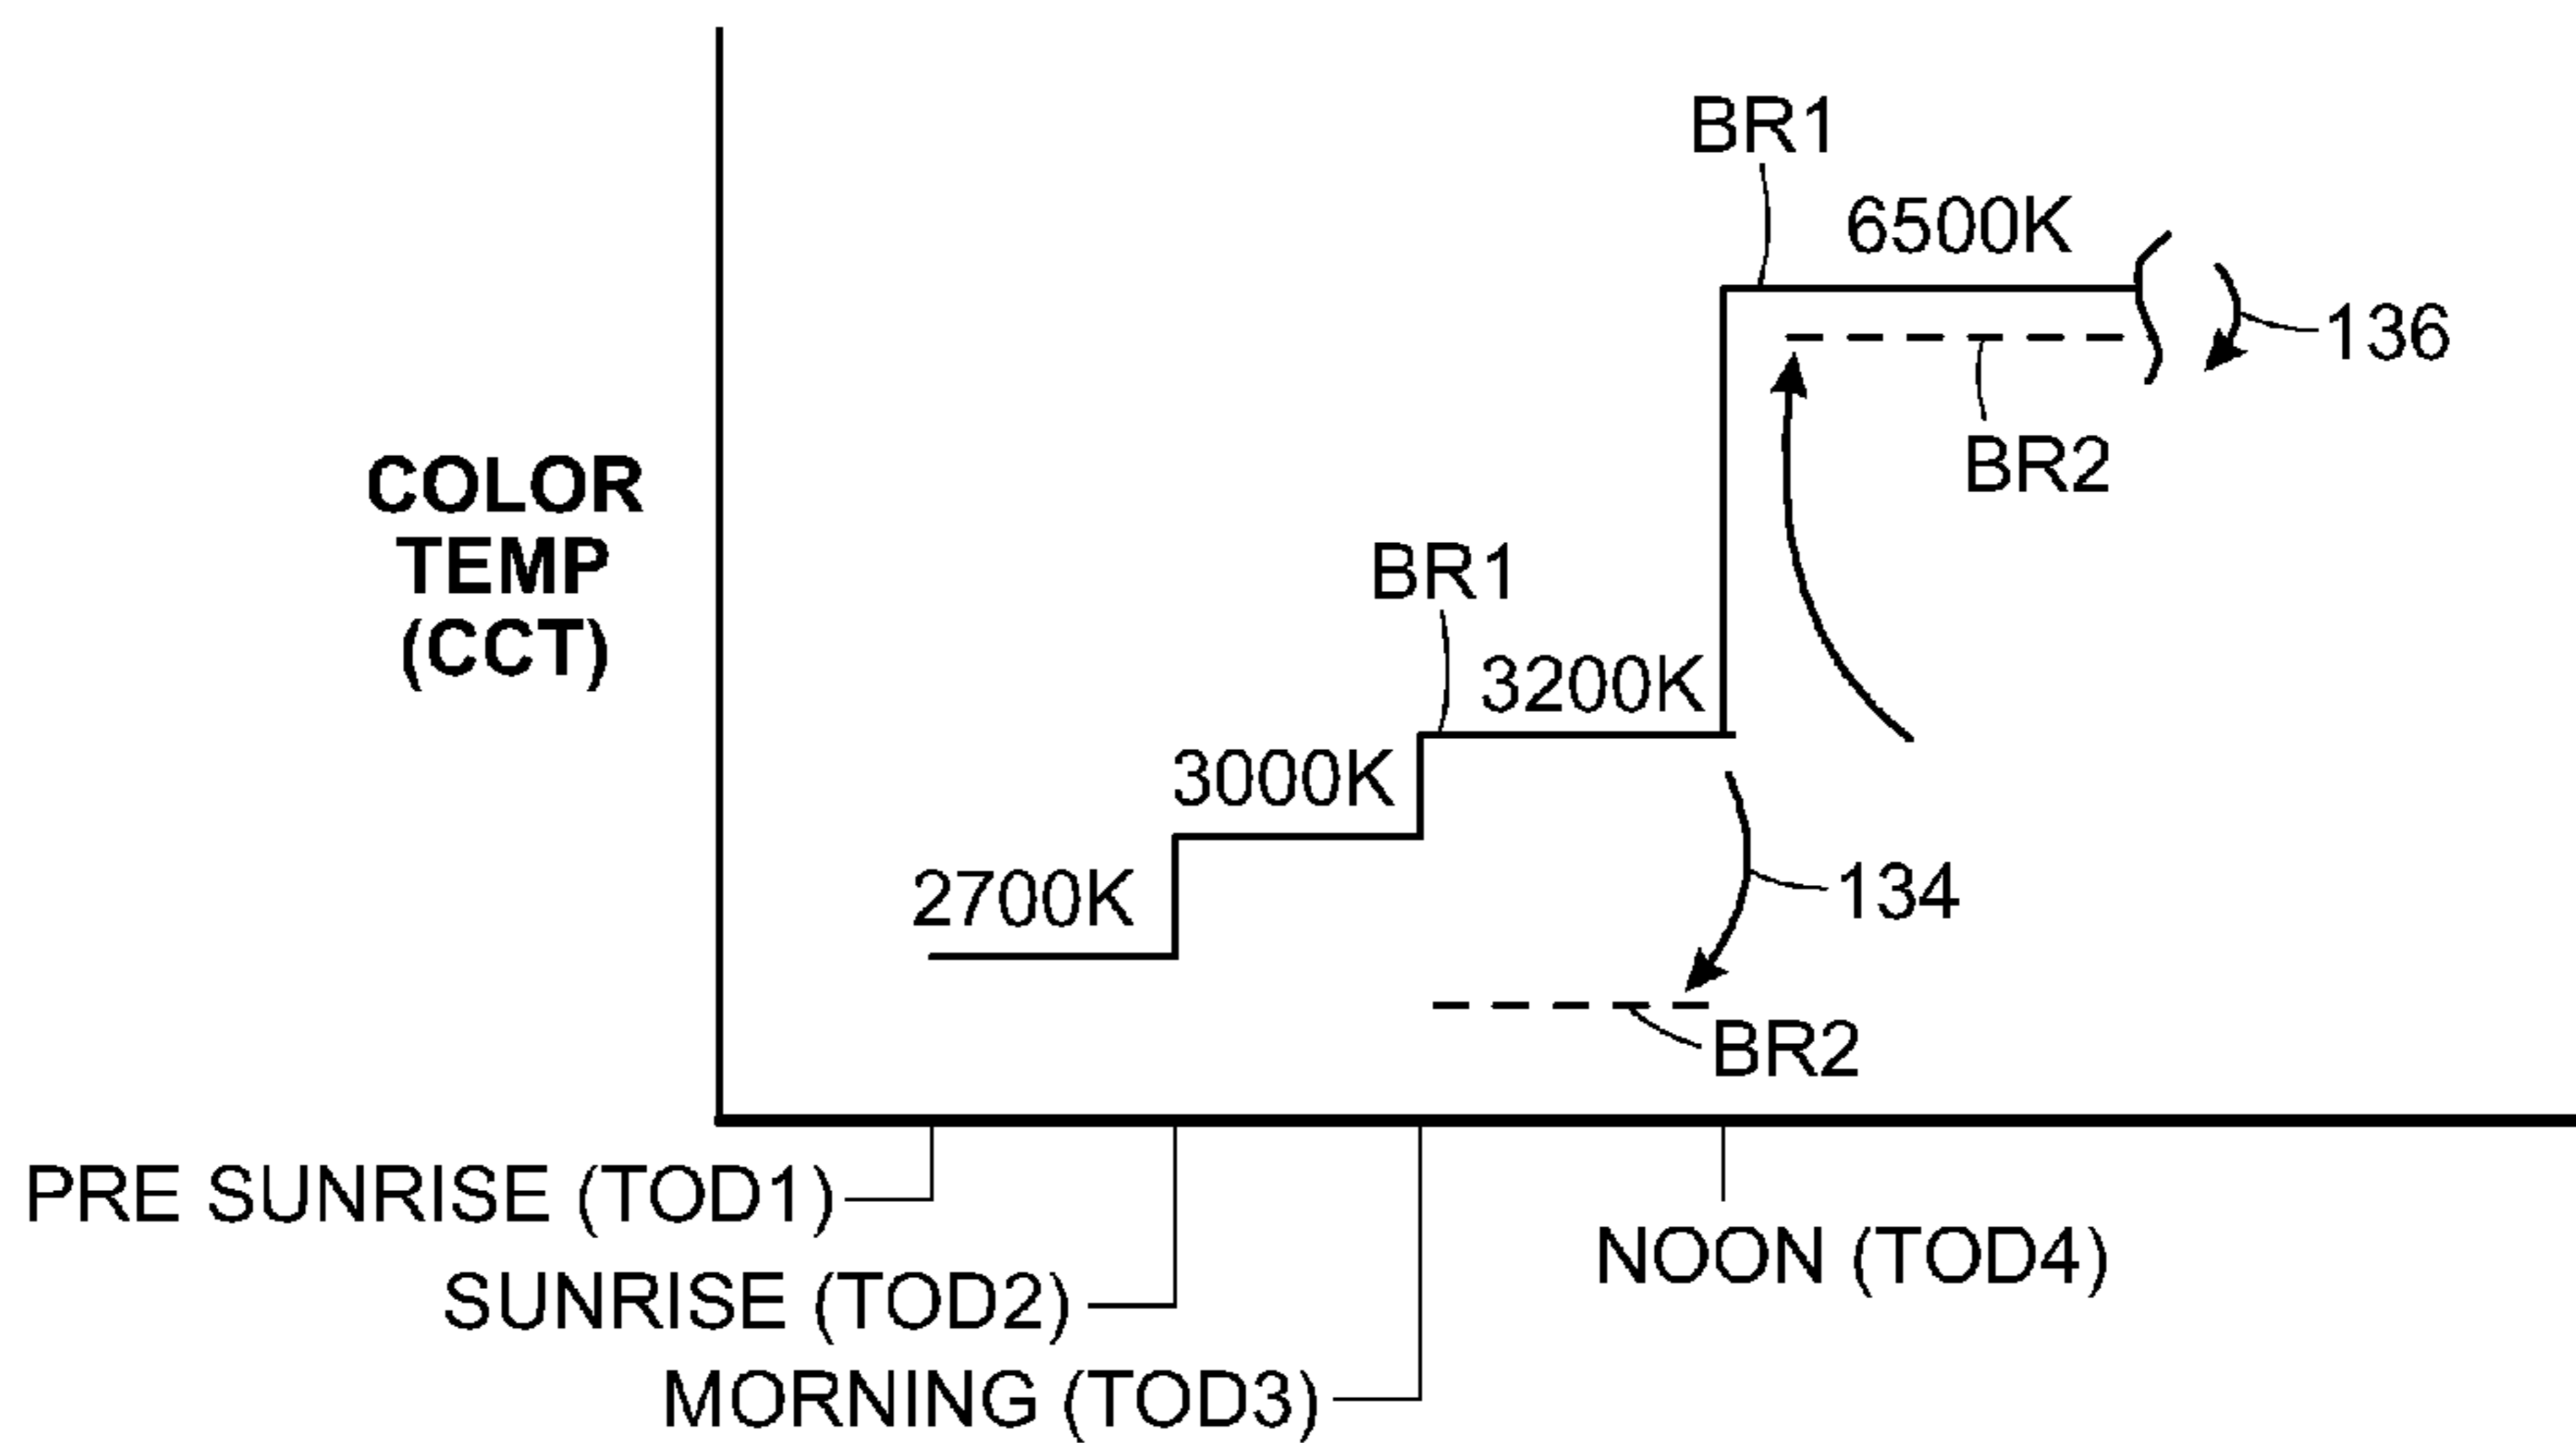 BR1
6500K
136
BR2
COLOR
TEMP
(CCT)
BR1
3200K
3000K
2700K
134
BR2
PRE SUNRISE (TOD1)
SUNRISE (TOD2)
MORNING (TOD3)
NOON (TOD4)